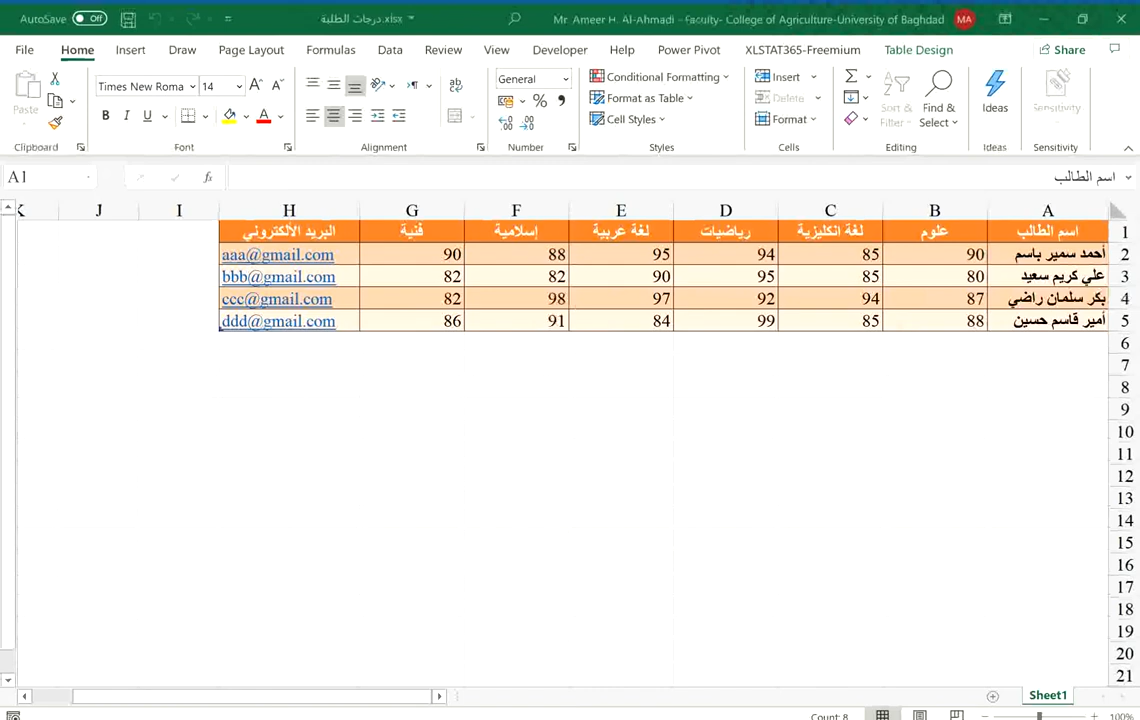 AutoSave Off درجات الطلبة.xlsx Mr. Ameer H. Al-Ahmadi - Faculty- College of Agriculture-University of Baghdad MA
File Home Insert Draw Page Layout Formulas Data Review View Developer Help Power Pivot XLSTAT365-Freemium Table Design Share
Paste
Times New Roma 14
B I U
ab
General
% 9
Conditional Formatting
Format as Table
Cell Styles
Insert
Delete
Format
Sort & Filter
Find & Select
Ideas
Sensitivity
Clipboard Font Alignment Number Styles Cells Editing Ideas Sensitivity
A1 fx اسم الطالب
A B C D E F G H I J K
1 اسم الطالب علوم لغة انكليزية رياضيات لغة عربية إسلامية فنية البريد الألكتروني
2 أحمد سمير باسم 90 85 94 95 88 90 aaa@gmail.com
3 علي كريم سعيد 80 85 95 90 82 82 bbb@gmail.com
4 بكر سلمان راضي 87 94 92 97 98 82 ccc@gmail.com
5 أمير قاسم حسين 88 85 99 84 91 86 ddd@gmail.com
6
7
8
9
10
11
12
13
14
15
16
17
18
19
20
21
Sheet1
Count: 8 100%